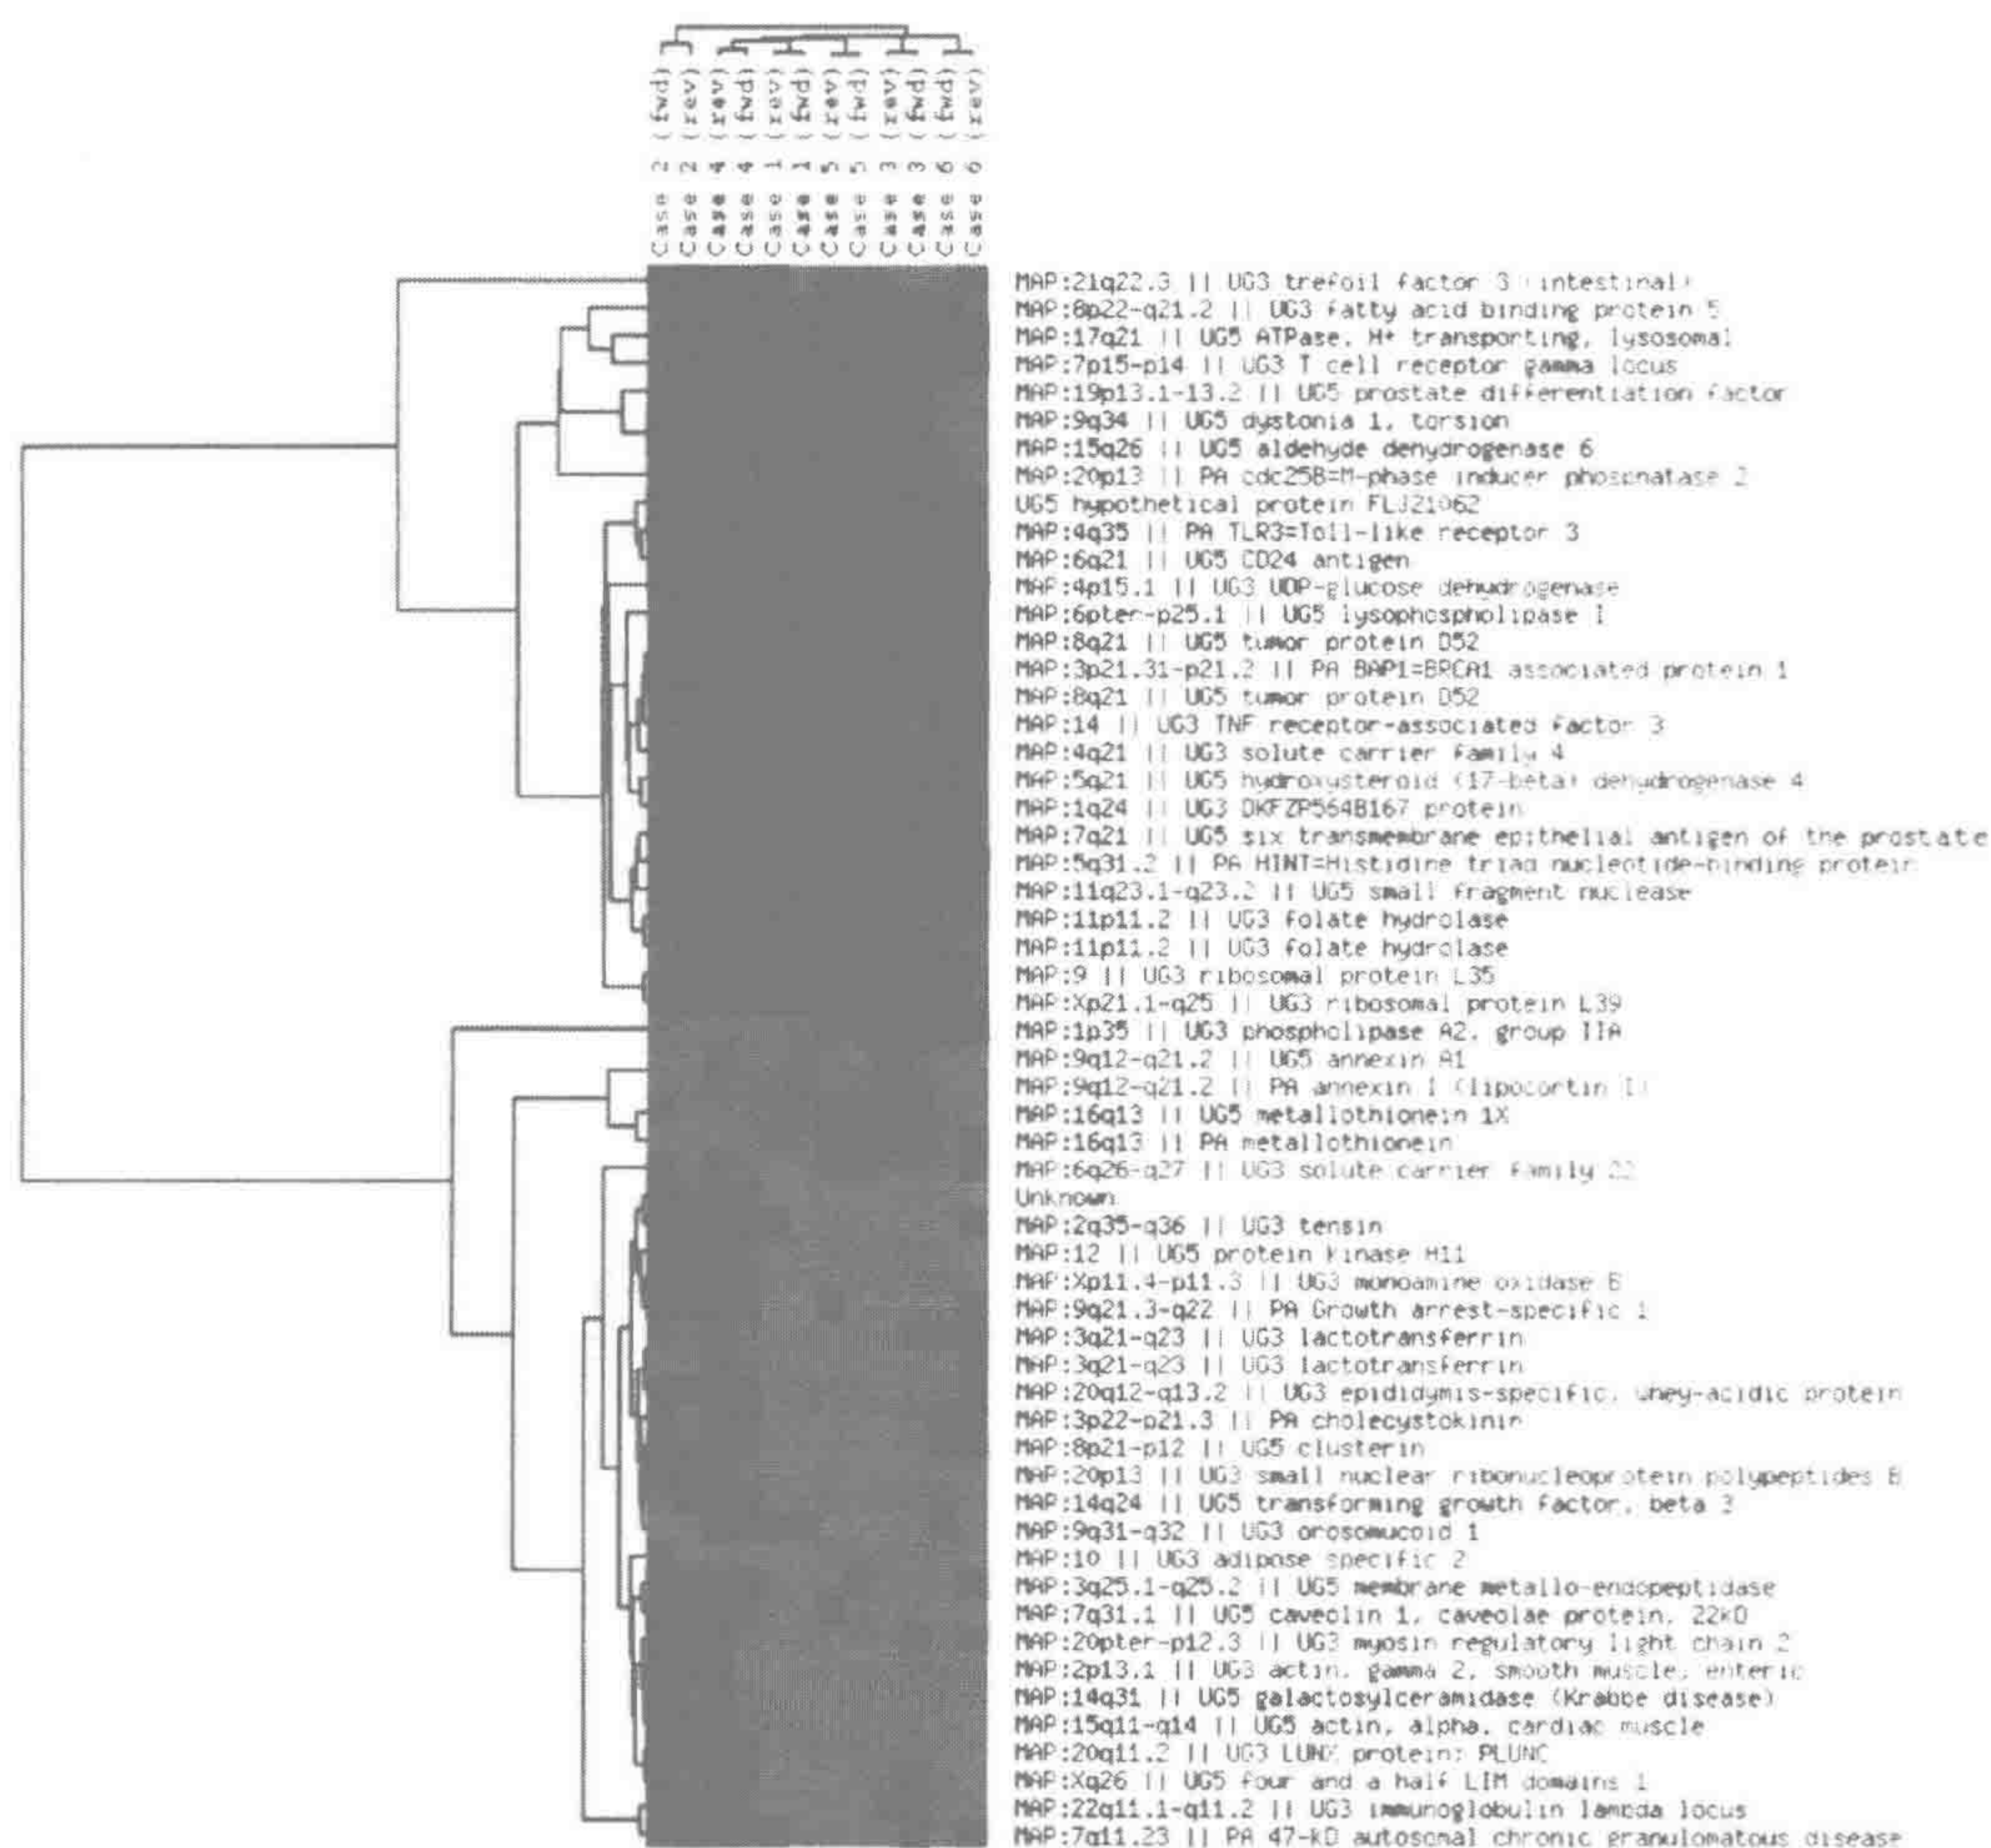 Case 2 (fwd)
Case 2 (rev)
Case 4 (rev)
Case 4 (fwd)
Case 1 (rev)
Case 1 (fwd)
Case 5 (rev)
Case 5 (fwd)
Case 3 (rev)
Case 3 (fwd)
Case 6 (fwd)
Case 6 (rev)
MAP:21q22.3 || UG3 trefoil factor 3 (intestinal)
MAP:8p22-q21.2 || UG3 fatty acid binding protein 5
MAP:17q21 || UG5 ATPase, H+ transporting, lysosomal
MAP:7p15-p14 || UG3 T cell receptor gamma locus
MAP:19p13.1-13.2 || UG5 prostate differentiation factor
MAP:9q34 || UG5 dystonia 1, torsion
MAP:15q26 || UG5 aldehyde dehydrogenase 6
MAP:20p13 || PA cdc25B=M-phase inducer phosphatase 2
UG5 hypothetical protein FLJ21062
MAP:4q35 || PA TLR3=Toll-like receptor 3
MAP:6q21 || UG5 CD24 antigen
MAP:4p15.1 || UG3 UDP-glucose dehydrogenase
MAP:6pter-p25.1 || UG5 lysophospholipase I
MAP:8q21 || UG5 tumor protein D52
MAP:3p21.31-p21.2 || PA BAP1=BRCA1 associated protein 1
MAP:8q21 || UG5 tumor protein D52
MAP:14 || UG3 TNF receptor-associated factor 3
MAP:4q21 || UG3 solute carrier family 4
MAP:5q21 || UG5 hydroxysteroid (17-beta) dehydrogenase 4
MAP:1q24 || UG3 DKFZP564B167 protein
MAP:7q21 || UG5 six transmembrane epithelial antigen of the prostate
MAP:5q31.2 || PA HINT=Histidine triad nucleotide-binding protein
MAP:11q23.1-q23.2 || UG5 small fragment nuclease
MAP:11p11.2 || UG3 folate hydrolase
MAP:11p11.2 || UG3 folate hydrolase
MAP:9 || UG3 ribosomal protein L35
MAP:Xp21.1-q25 || UG3 ribosomal protein L39
MAP:1p35 || UG3 phospholipase A2, group IIA
MAP:9q12-q21.2 || UG5 annexin A1
MAP:9q12-q21.2 || PA annexin I (lipocortin I)
MAP:16q13 || UG5 metallothionein 1X
MAP:16q13 || PA metallothionein
MAP:6q26-q27 || UG3 solute carrier family 22
Unknown
MAP:2q35-q36 || UG3 tensin
MAP:12 || UG5 protein kinase H11
MAP:Xp11.4-p11.3 || UG3 monoamine oxidase B
MAP:9q21.3-q22 || PA Growth arrest-specific 1
MAP:3q21-q23 || UG3 lactotransferrin
MAP:3q21-q23 || UG3 lactotransferrin
MAP:20q12-q13.2 || UG3 epididymis-specific, whey-acidic protein
MAP:3p22-p21.3 || PA cholecystokinin
MAP:8p21-p12 || UG5 clusterin
MAP:20p13 || UG3 small nuclear ribonucleoprotein polypeptides B
MAP:14q24 || UG5 transforming growth factor, beta 3
MAP:9q31-q32 || UG3 orosomucoid 1
MAP:10 || UG3 adipose specific 2
MAP:3q25.1-q25.2 || UG5 membrane metallo-endopeptidase
MAP:7q31.1 || UG5 caveolin 1, caveolae protein, 22kD
MAP:20pter-p12.3 || UG3 myosin regulatory light chain 2
MAP:2p13.1 || UG3 actin, gamma 2, smooth muscle, enteric
MAP:14q31 || UG5 galactosylceramidase (Krabbe disease)
MAP:15q11-q14 || UG5 actin, alpha, cardiac muscle
MAP:20q11.2 || UG3 LUNX protein; PLUNC
MAP:Xq26 || UG5 four and a half LIM domains 1
MAP:22q11.1-q11.2 || UG3 immunoglobulin lambda locus
MAP:7q11.23 || PA 47-kD autosomal chronic granulomatous disease